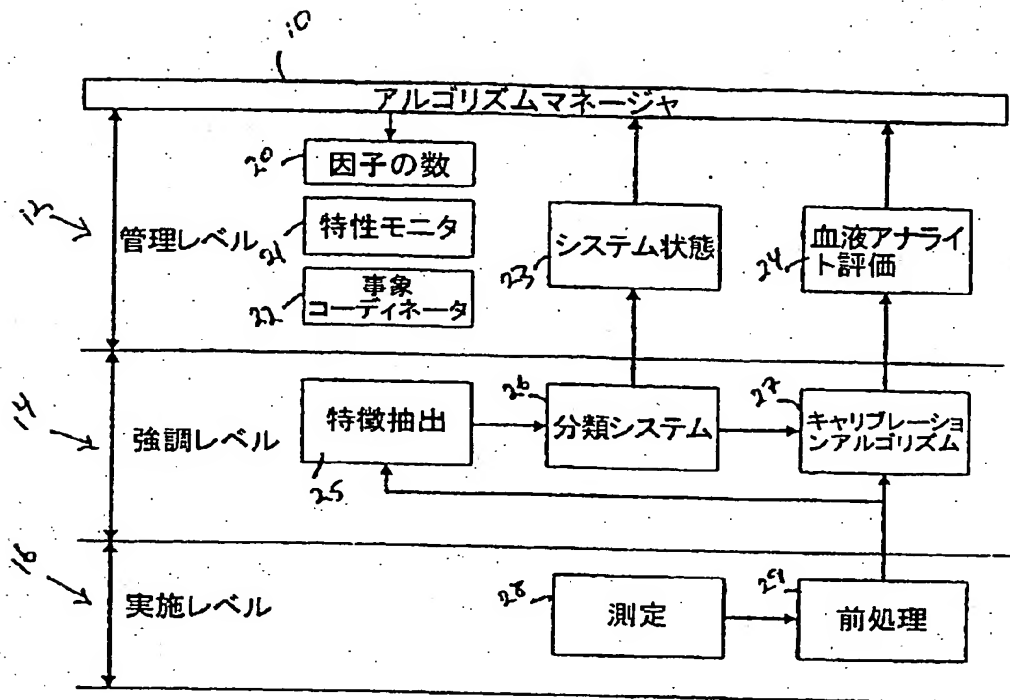 10
アルゴリズムマネージャ
12
管理レベル
20
因子の数
21
特性モニタ
22
事象
コーディネータ
23
システム状態
24
血液アナライ
ト評価
14
強調レベル
特徴抽出
25
26
分類システム
27
キャリブレーショ
ンアルゴリズム
16
実施レベル
28
測定
29
前処理